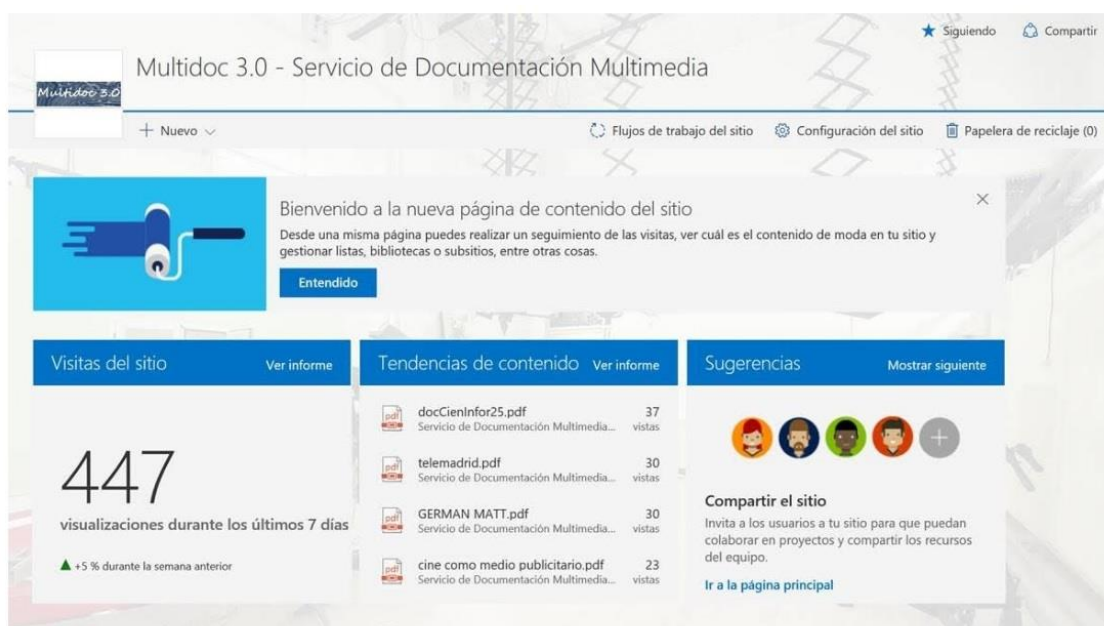 Siguiendo Compartir
Multidoc 3.0 - Servicio de Documentación Multimedia
Multidoc 3.0
Nuevo
Flujos de trabajo del sitio Configuración del sitio Papelera de reciclaje (0)
Bienvenido a la nueva página de contenido del sitio
Desde una misma página puedes realizar un seguimiento de las visitas, ver cuál es el contenido de moda en tu sitio y
gestionar listas, bibliotecas o subsitios, entre otras cosas.
Entendido
Visitas del sitio Ver informe
447
visualizaciones durante los últimos 7 días
+5 % durante la semana anterior
Tendencias de contenido Ver informe
docCienInfor25.pdf 37
Servicio de Documentación Multimedia... vistas
telemadrid.pdf 30
Servicio de Documentación Multimedia... vistas
GERMAN MATT.pdf 30
Servicio de Documentación Multimedia... vistas
cine como medio publicitario.pdf 23
Servicio de Documentación Multimedia... vistas
Sugerencias Mostrar siguiente
Compartir el sitio
Invita a los usuarios a tu sitio para que puedan
colaborar en proyectos y compartir los recursos
del equipo.
Ir a la página principal